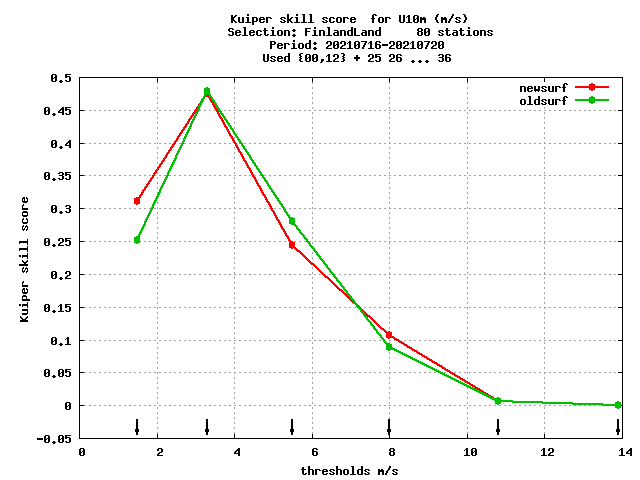 Kuiper skill score  for U10m (m/s)
Selection: FinlandLand     80 stations
Period: 20210716-20210720
Used {00,12} + 25 26 ... 36
newsurf
oldsurf
0.5
0.45
0.4
0.35
0.3
0.25
0.2
0.15
0.1
0.05
0
-0.05
Kuiper skill score
0 2 4 6 8 10 12 14
thresholds m/s